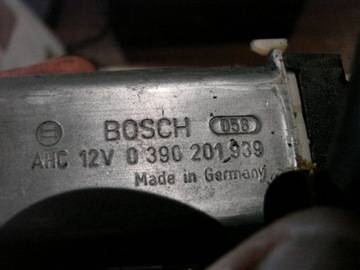 BOSCH 056
AHC 12V 0 390 201 939
Made in Germany